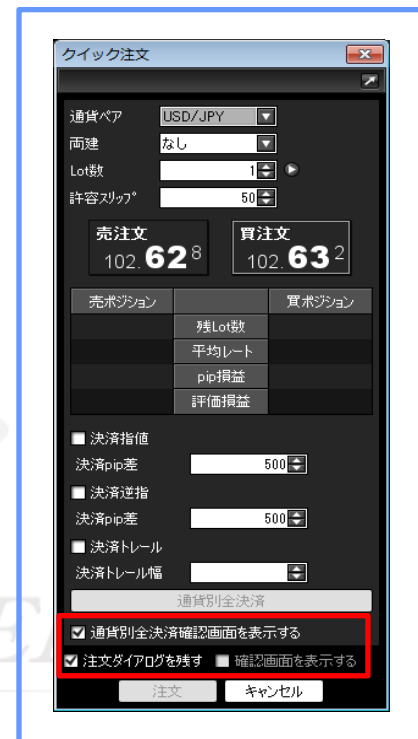 クイック注文
通貨ペア USD/JPY
両建 なし
Lot数 1
許容スリップ 50
売注文 買注文
102.628 102.632
売ポジション 買ポジション
残Lot数
平均レート
pip損益
評価損益
決済指値
決済pip差 500
決済逆指
決済pip差 500
決済トレール
決済トレール幅
通貨別全決済
通貨別全決済確認画面を表示する
注文ダイアログを残す 確認画面を表示する
注文 キャンセル